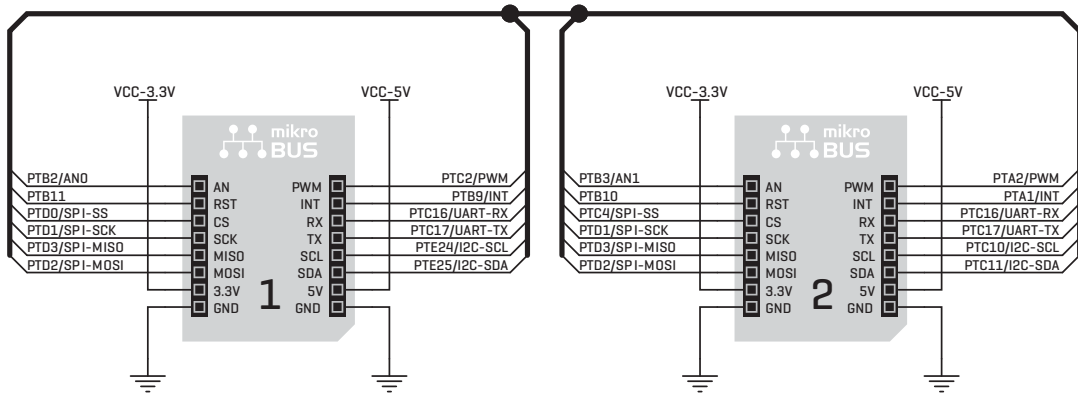 VCC-3.3V VCC-5V VCC-3.3V VCC-5V
mikro BUS mikro BUS
PTB2/AN0 AN PWM PTC2/PWM PTB3/AN1 AN PWM PTA2/PWM
PTB11 RST INT PTB9/INT PTB10 RST INT PTA1/INT
PTD0/SPI-SS CS RX PTC16/UART-RX PTC4/SPI-SS CS RX PTC16/UART-RX
PTD1/SPI-SCK SCK TX PTC17/UART-TX PTD1/SPI-SCK SCK TX PTC17/UART-TX
PTD3/SPI-MISO MISO SCL PTE24/I2C-SCL PTD3/SPI-MISO MISO SCL PTC10/I2C-SCL
PTD2/SPI-MOSI MOSI SDA PTE25/I2C-SDA PTD2/SPI-MOSI MOSI SDA PTC11/I2C-SDA
3.3V 1 5V 3.3V 2 5V
GND GND GND GND